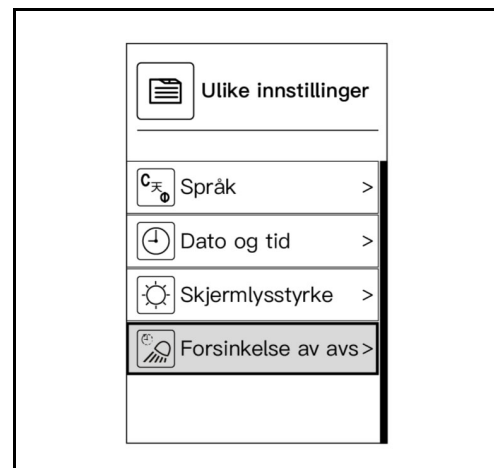 Ulike innstillinger
Språk >
Dato og tid >
Skjermlysstyrke >
Forsinkelse av avs>